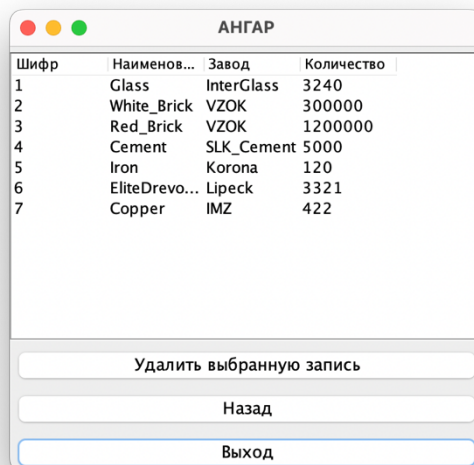 АНГАР
Шифр Наименов... Завод Количество
1 Glass InterGlass 3240
2 White_Brick VZOK 300000
3 Red_Brick VZOK 1200000
4 Cement SLK_Cement 5000
5 Iron Korona 120
6 EliteDrevo... Lipeck 3321
7 Copper IMZ 422
Удалить выбранную запись
Назад
Выход